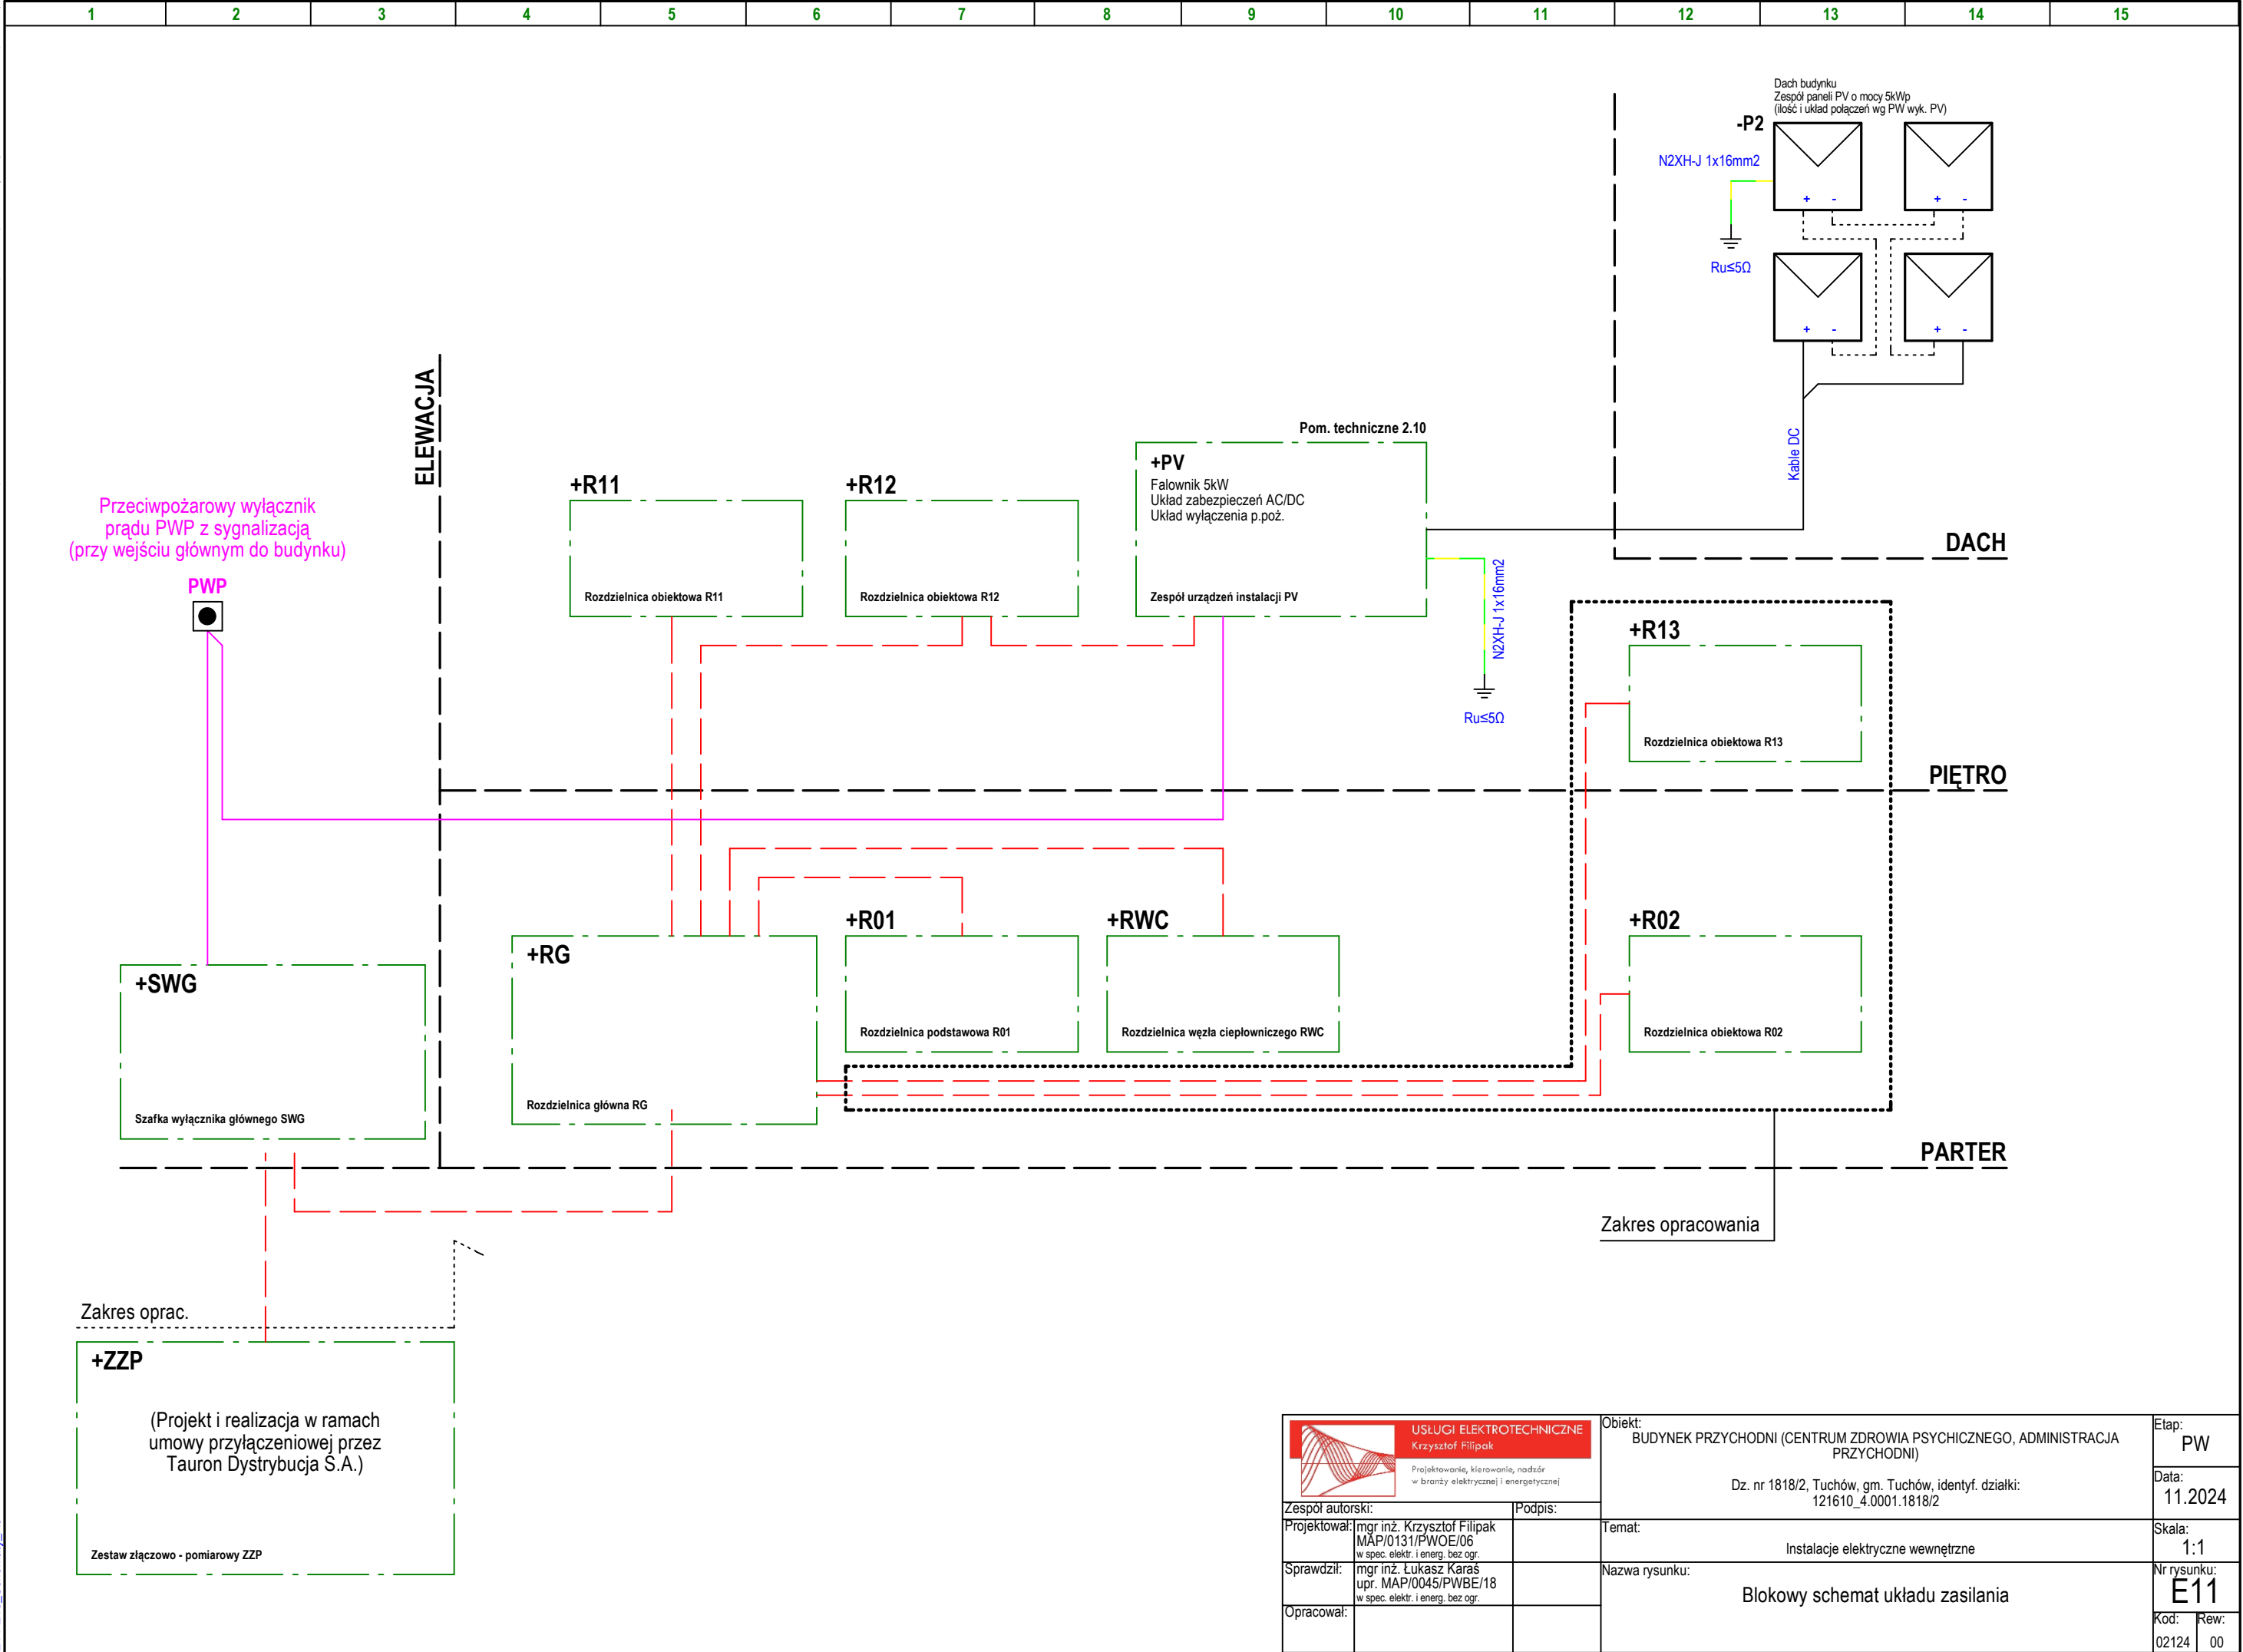 1 2 3 4 5 6 7 8 9 10 11 12 13 14 15
Dach budynku
Zespół paneli PV o mocy 5kWp
(ilość i układ połączeń wg PW wyk. PV)
-P2
N2XH-J 1x16mm2
+ -
+ -
Ru≤5Ω
+ -
+ -
Kable DC
DACH
ELEWACJA
Pom. techniczne 2.10
+PV
Falownik 5kW
Układ zabezpieczeń AC/DC
Układ wyłączenia p.poż.
Zespół urządzeń instalacji PV
+R11
Rozdzielnica obiektowa R11
+R12
Rozdzielnica obiektowa R12
Przeciwpożarowy wyłącznik
prądu PWP z sygnalizacją
(przy wejściu głównym do budynku)
PWP
N2XH-J 1x16mm2
Ru≤5Ω
+R13
Rozdzielnica obiektowa R13
PIĘTRO
+SWG
Szafka wyłącznika głównego SWG
+RG
Rozdzielnica główna RG
+R01
Rozdzielnica podstawowa R01
+RWC
Rozdzielnica węzła ciepłowniczego RWC
+R02
Rozdzielnica obiektowa R02
PARTER
Zakres opracowania
Zakres oprac.
+ZZP
(Projekt i realizacja w ramach
umowy przyłączeniowej przez
Tauron Dystrybucja S.A.)
Zestaw złączowo - pomiarowy ZZP
USŁUGI ELEKTROTECHNICZNE
Krzysztof Filipak
Projektowanie, kierowanie, nadzór
w branży elektrycznej i energetycznej
Zespół autorski:
Podpis:
Projektował:
mgr inż. Krzysztof Filipak
MAP/0131/PWOE/06
w spec. elektr. i energ. bez ogr.
Sprawdził:
mgr inż. Łukasz Karaś
upr. MAP/0045/PWBE/18
w spec. elektr. i energ. bez ogr.
Opracował:
Obiekt:
BUDYNEK PRZYCHODNI (CENTRUM ZDROWIA PSYCHICZNEGO, ADMINISTRACJA
PRZYCHODNI)
Dz. nr 1818/2, Tuchów, gm. Tuchów, identyf. działki:
121610_4.0001.1818/2
Temat:
Instalacje elektryczne wewnętrzne
Nazwa rysunku:
Blokowy schemat układu zasilania
Etap:
PW
Data:
11.2024
Skala:
1:1
Nr rysunku:
E11
Kod:
02124
Rew:
00